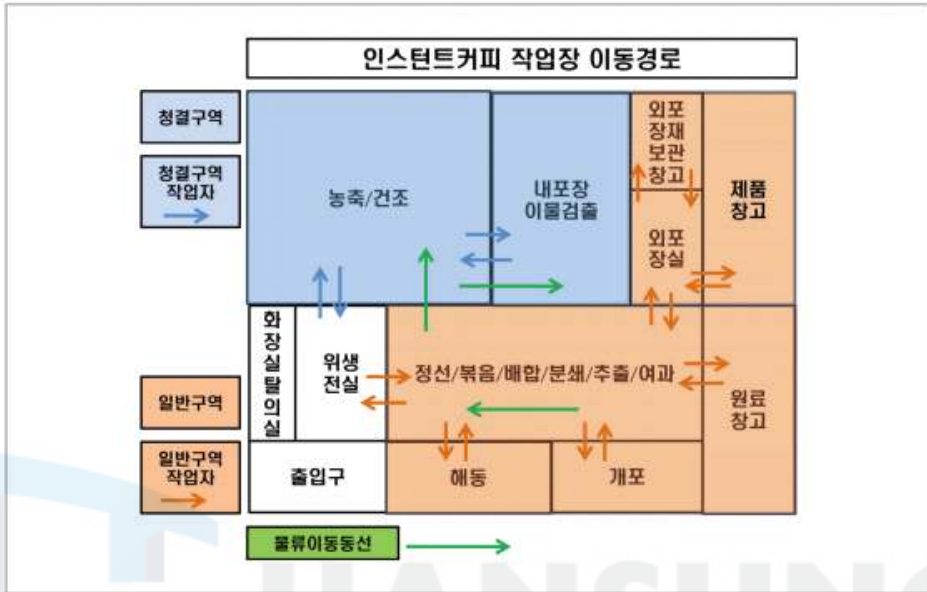 인스턴트커피 작업장 이동경로
청결구역
청결구역
작업자
농축/건조
내포장
이물검출
외포
장재
보관
창고
제품
창고
외포
장실
화
장
실
탈
의
실
위생
전실
정선/볶음/배합/분쇄/추출/여과
원료
창고
일반구역
일반구역
작업자
출입구
해동
개포
물류이동동선
HANSUNG